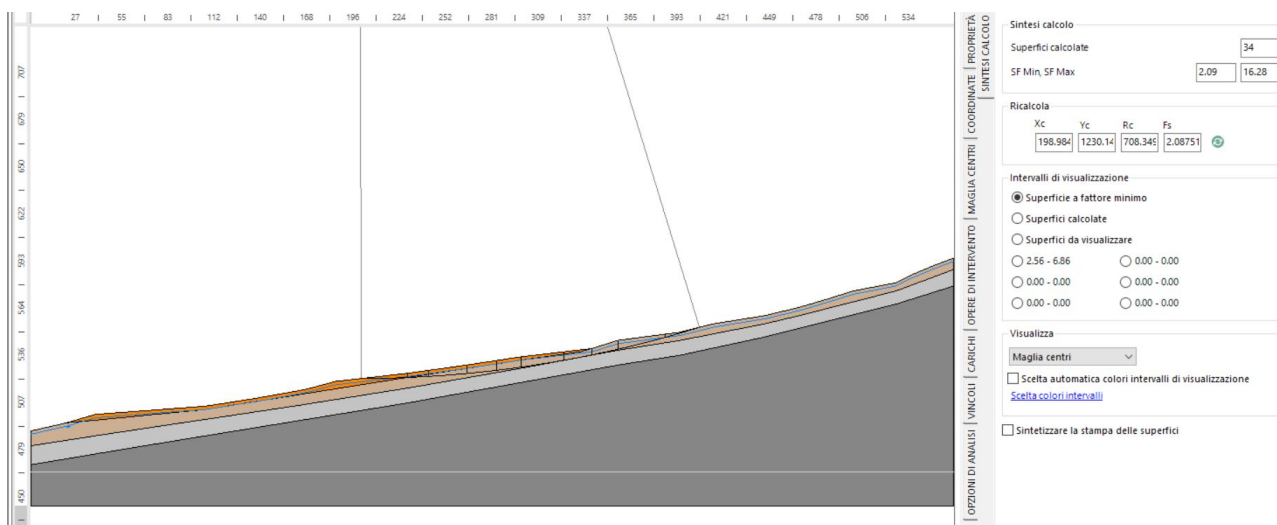 27 | 55 | 83 | 112 | 140 | 168 | 196 | 224 | 252 | 281 | 309 | 337 | 365 | 393 | 421 | 449 | 478 | 506 | 534
707
679
650
622
593
564
536
507
479
450
PROPRIETÀ
COORDINATE
MAGLIA CENTRI
OPERE DI INTERVENTO
CARICHI
VINCOLI
OPZIONI DI ANALISI
SINTESI CALCOLO
Sintesi calcolo
Superfici calcolate 34
SF Min, SF Max 2.09 16.28
Ricalcola
Xc Yc Rc Fs
198.984 1230.14 708.349 2.08751
Intervalli di visualizzazione
Superficie a fattore minimo
Superfici calcolate
Superfici da visualizzare
2.56 - 6.86 0.00 - 0.00
0.00 - 0.00 0.00 - 0.00
0.00 - 0.00 0.00 - 0.00
Visualizza
Maglia centri
Scelta automatica colori intervalli di visualizzazione
Scelta colori intervalli
Sintetizzare la stampa delle superfici